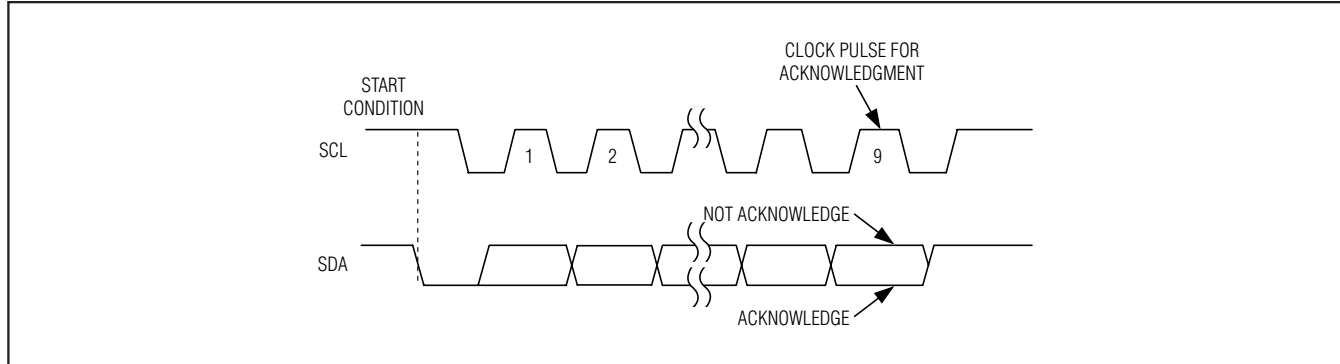 CLOCK PULSE FOR
ACKNOWLEDGMENT
START
CONDITION
SCL
1
2
9
NOT ACKNOWLEDGE
SDA
ACKNOWLEDGE